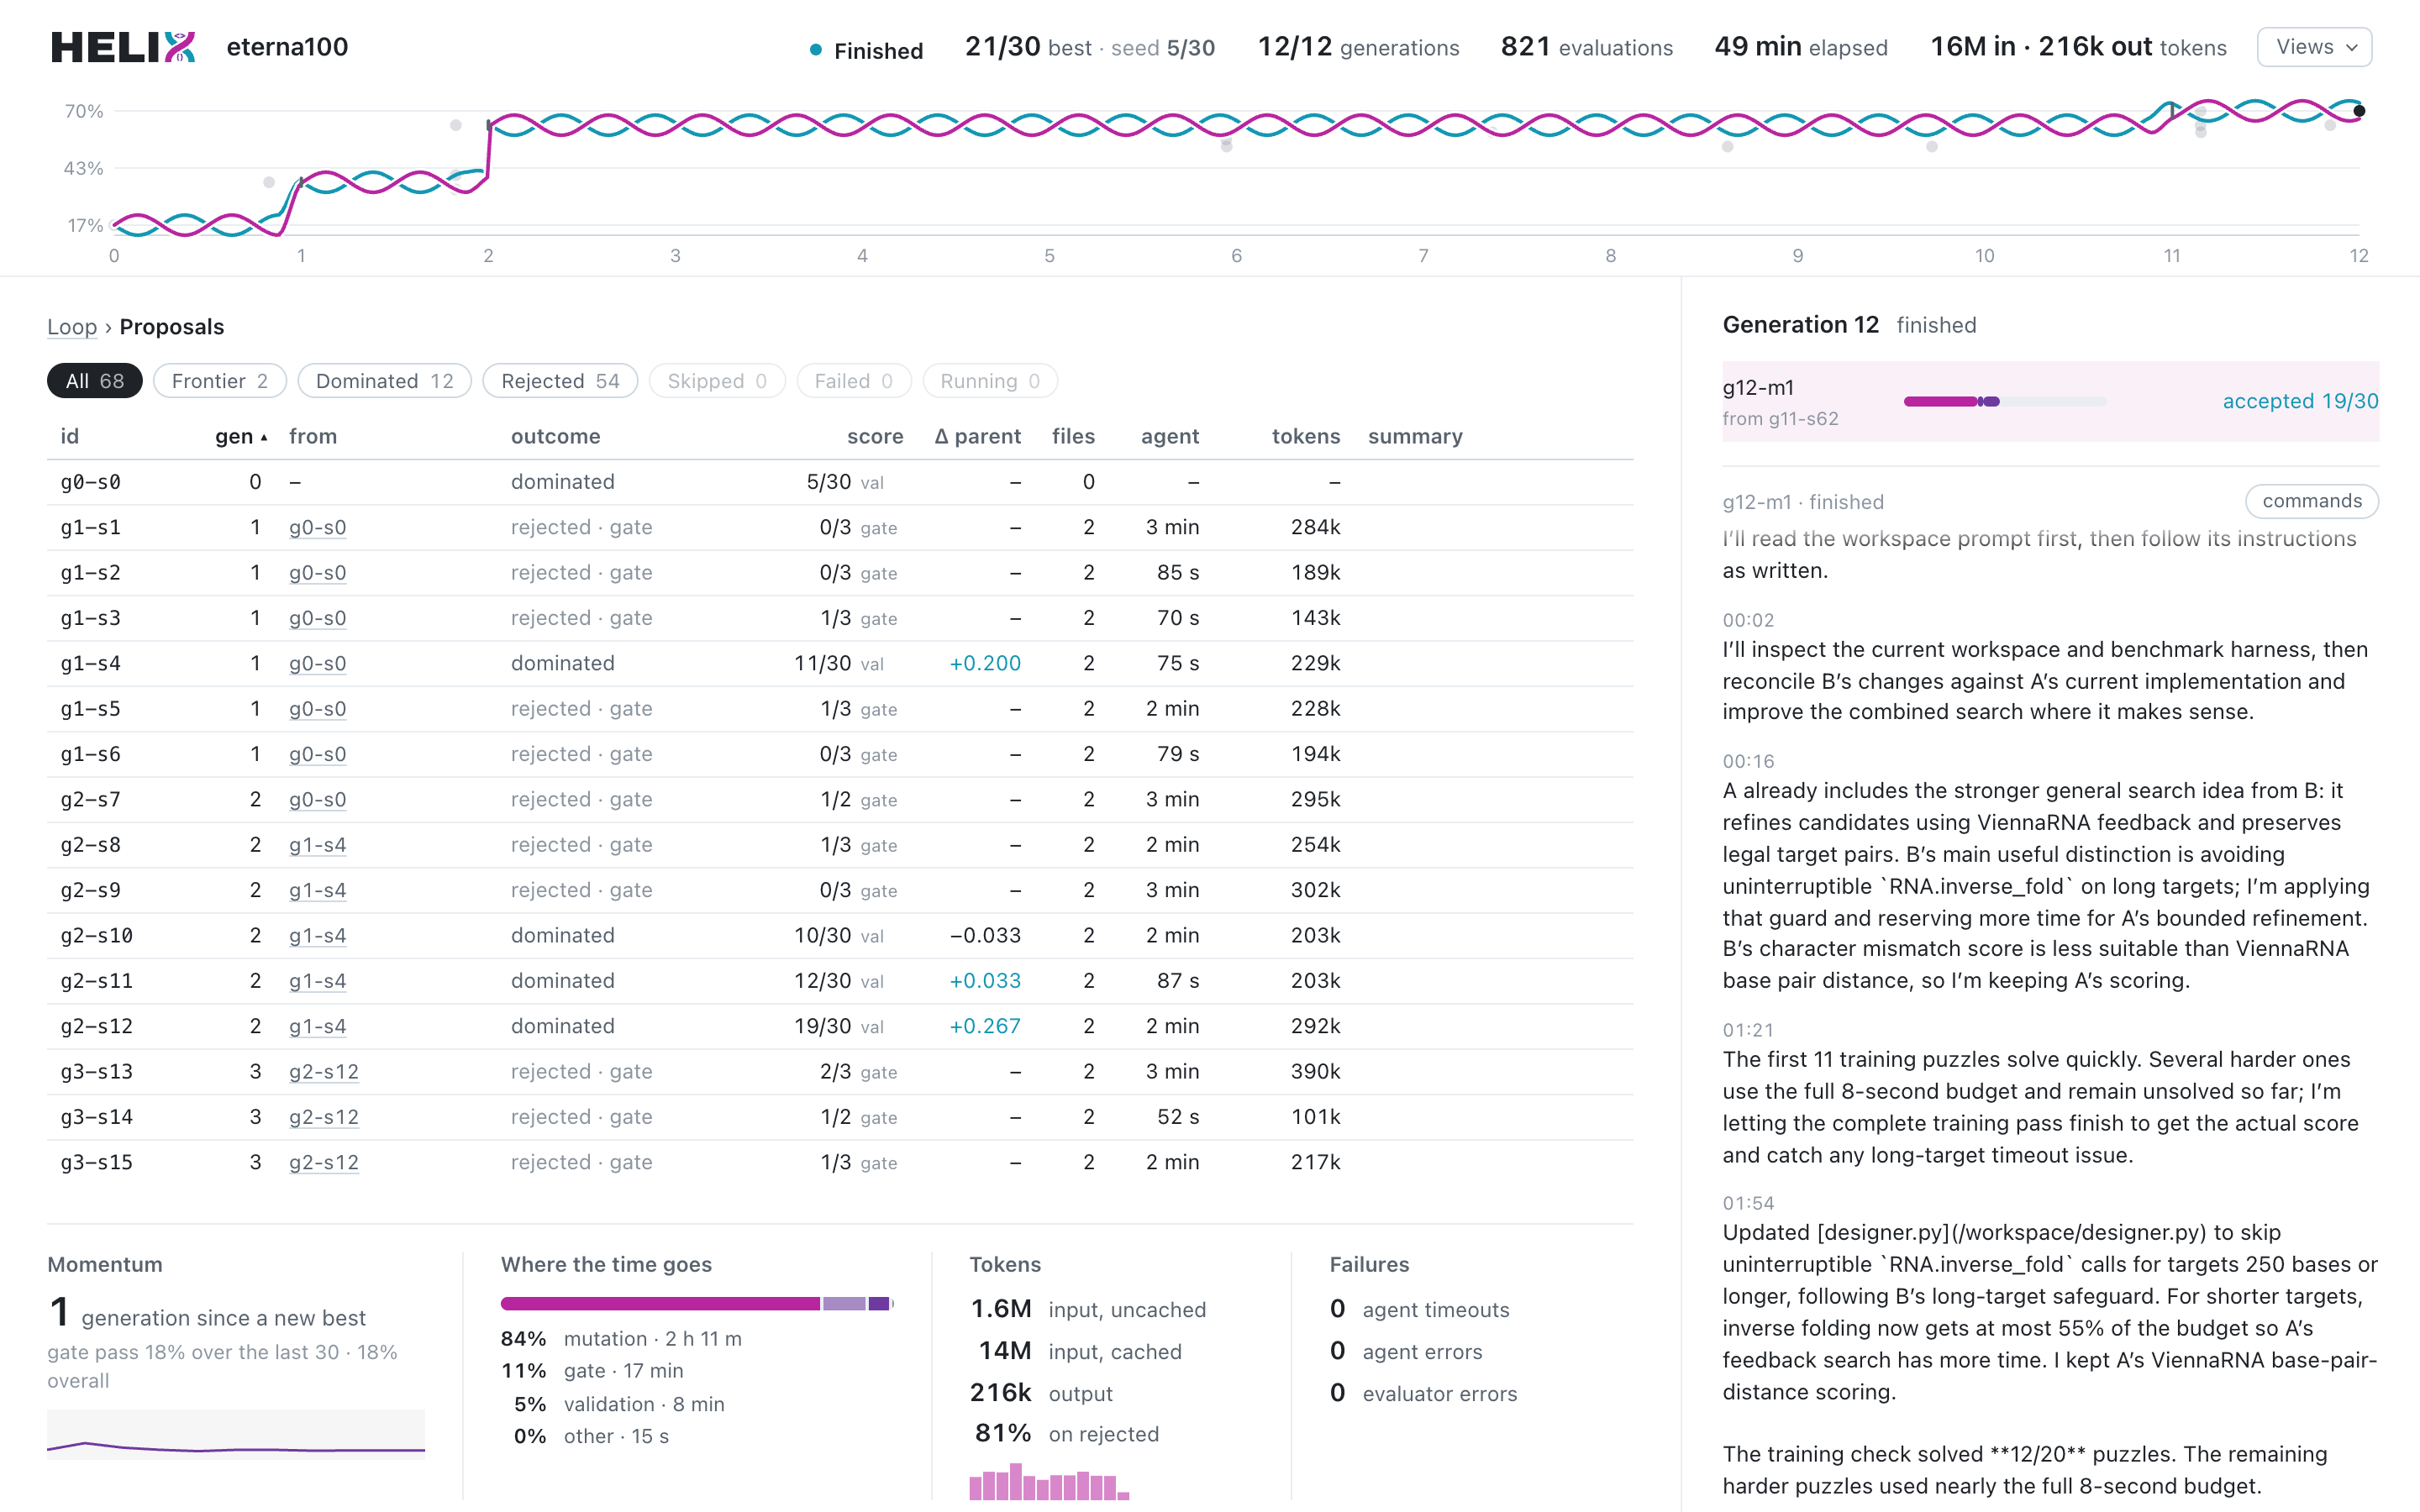 HELIX eterna100
Finished 21/30 best · seed 5/30 12/12 generations 821 evaluations 49 min elapsed 16M in · 216k out tokens Views
70%
43%
17%
0 1 2 3 4 5 6 7 8 9 10 11 12
Loop › Proposals
All 68 Frontier 2 Dominated 12 Rejected 54 Skipped 0 Failed 0 Running 0
id gen ▲ from outcome score Δ parent files agent tokens summary
g0-s0 0 – dominated 5/30 val – 0 – –
g1-s1 1 g0-s0 rejected · gate 0/3 gate – 2 3 min 284k
g1-s2 1 g0-s0 rejected · gate 0/3 gate – 2 85 s 189k
g1-s3 1 g0-s0 rejected · gate 1/3 gate – 2 70 s 143k
g1-s4 1 g0-s0 dominated 11/30 val +0.200 2 75 s 229k
g1-s5 1 g0-s0 rejected · gate 1/3 gate – 2 2 min 228k
g1-s6 1 g0-s0 rejected · gate 0/3 gate – 2 79 s 194k
g2-s7 2 g0-s0 rejected · gate 1/2 gate – 2 3 min 295k
g2-s8 2 g1-s4 rejected · gate 1/3 gate – 2 2 min 254k
g2-s9 2 g1-s4 rejected · gate 0/3 gate – 2 3 min 302k
g2-s10 2 g1-s4 dominated 10/30 val −0.033 2 2 min 203k
g2-s11 2 g1-s4 dominated 12/30 val +0.033 2 87 s 203k
g2-s12 2 g1-s4 dominated 19/30 val +0.267 2 2 min 292k
g3-s13 3 g2-s12 rejected · gate 2/3 gate – 2 3 min 390k
g3-s14 3 g2-s12 rejected · gate 1/2 gate – 2 52 s 101k
g3-s15 3 g2-s12 rejected · gate 1/3 gate – 2 2 min 217k
Momentum
1 generation since a new best
gate pass 18% over the last 30 · 18%
overall
Where the time goes
84% mutation · 2 h 11 m
11% gate · 17 min
5% validation · 8 min
0% other · 15 s
Tokens
1.6M input, uncached
14M input, cached
216k output
81% on rejected
Failures
0 agent timeouts
0 agent errors
0 evaluator errors
Generation 12 finished
g12-m1
from g11-s62
accepted 19/30
g12-m1 · finished commands
I’ll read the workspace prompt first, then follow its instructions
as written.
00:02
I’ll inspect the current workspace and benchmark harness, then
reconcile B’s changes against A’s current implementation and
improve the combined search where it makes sense.
00:16
A already includes the stronger general search idea from B: it
refines candidates using ViennaRNA feedback and preserves
legal target pairs. B’s main useful distinction is avoiding
uninterruptible `RNA.inverse_fold` on long targets; I’m applying
that guard and reserving more time for A’s bounded refinement.
B’s character mismatch score is less suitable than ViennaRNA
base pair distance, so I’m keeping A’s scoring.
01:21
The first 11 training puzzles solve quickly. Several harder ones
use the full 8-second budget and remain unsolved so far; I’m
letting the complete training pass finish to get the actual score
and catch any long-target timeout issue.
01:54
Updated [designer.py](/workspace/designer.py) to skip
uninterruptible `RNA.inverse_fold` calls for targets 250 bases or
longer, following B’s long-target safeguard. For shorter targets,
inverse folding now gets at most 55% of the budget so A’s
feedback search has more time. I kept A’s ViennaRNA base-pair-
distance scoring.
The training check solved **12/20** puzzles. The remaining
harder puzzles used nearly the full 8-second budget.